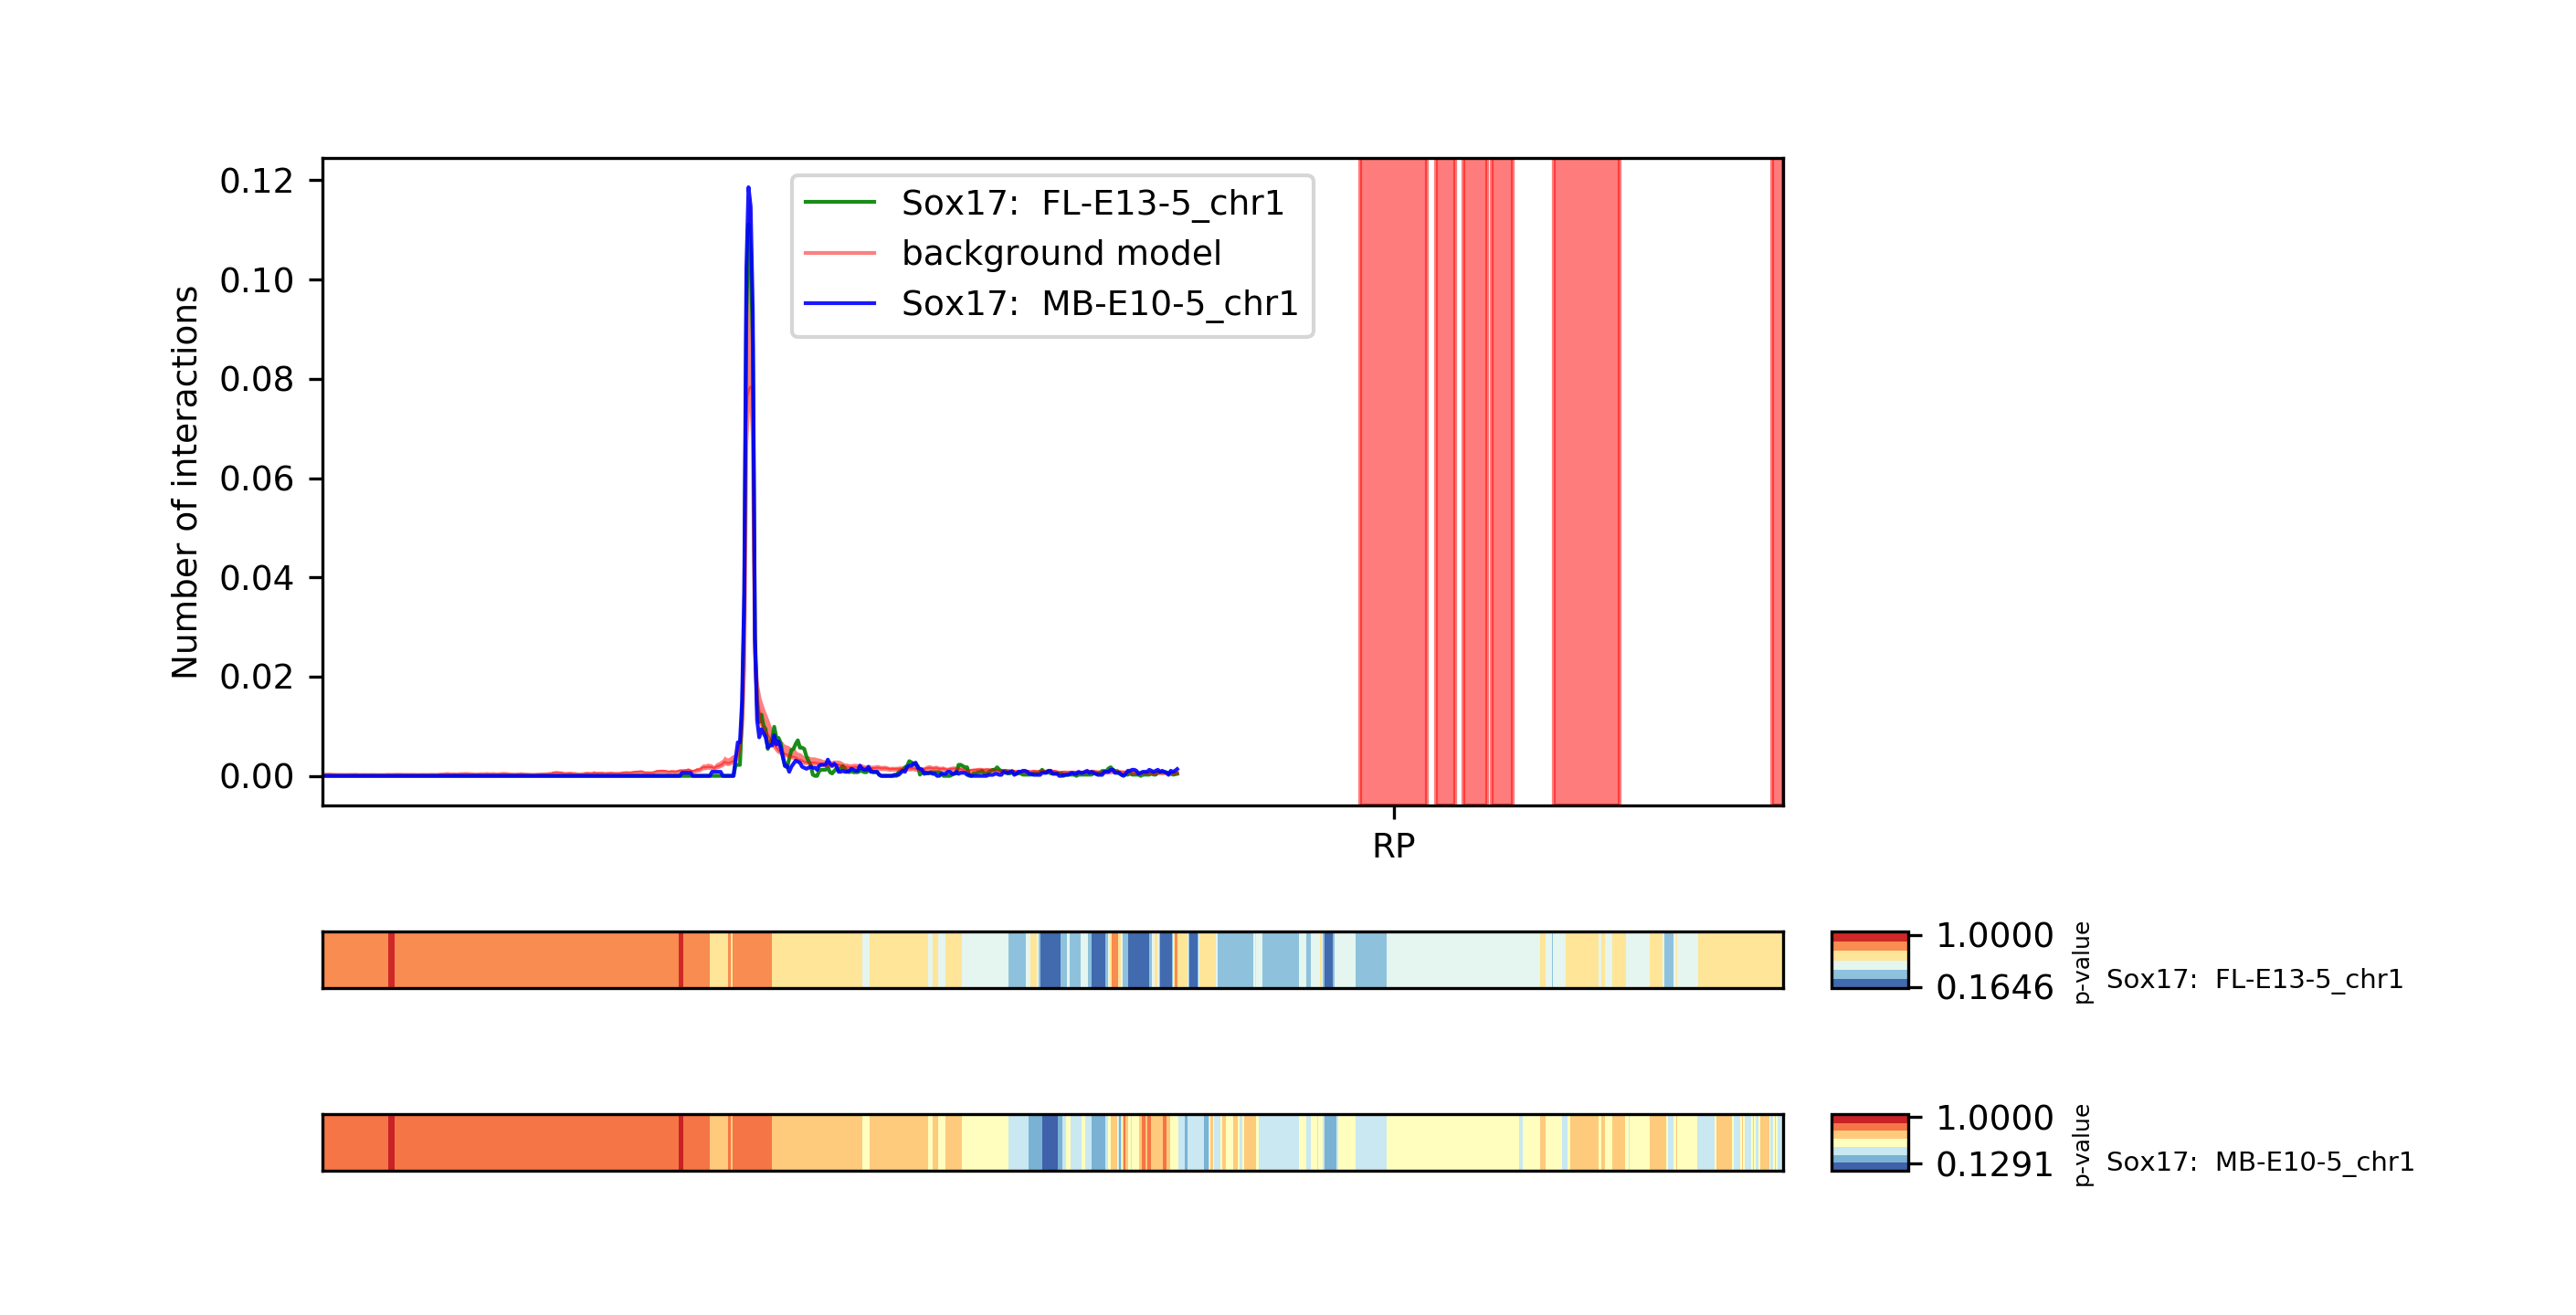 0.12
0.10
0.08
0.06
0.04
0.02
0.00
Number of interactions
Sox17:  FL-E13-5_chr1
background model
Sox17:  MB-E10-5_chr1
RP
1.0000
0.1646
p-value
Sox17:  FL-E13-5_chr1
1.0000
0.1291
p-value
Sox17:  MB-E10-5_chr1